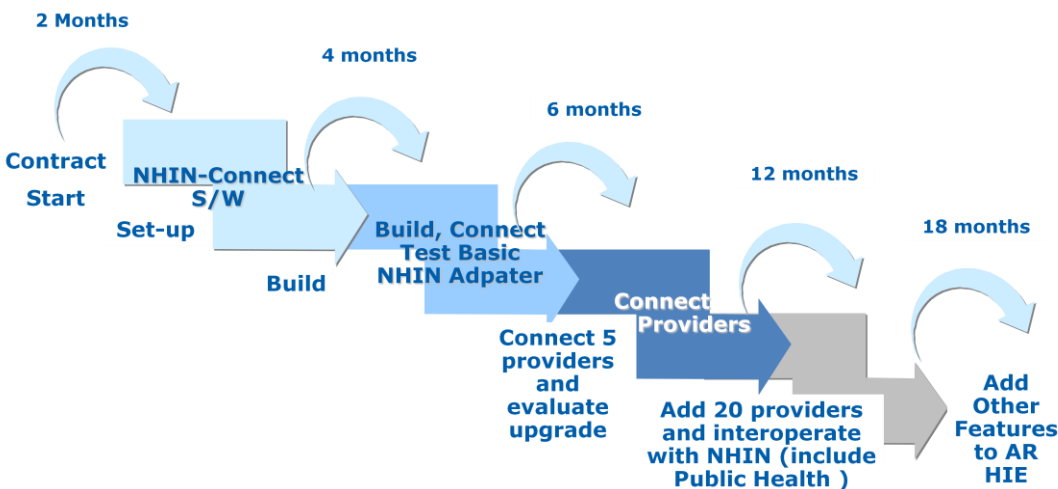 2 Months
4 months
6 months
12 months
18 months
Contract
Start
NHIN-Connect
S/W
Set-up
Build, Connect
Test Basic
NHIN Adpater
Build
Connect
Providers
Connect 5
providers
and
evaluate
upgrade
Add 20 providers
and interoperate
with NHIN (include
Public Health )
Add
Other
Features
to AR
HIE